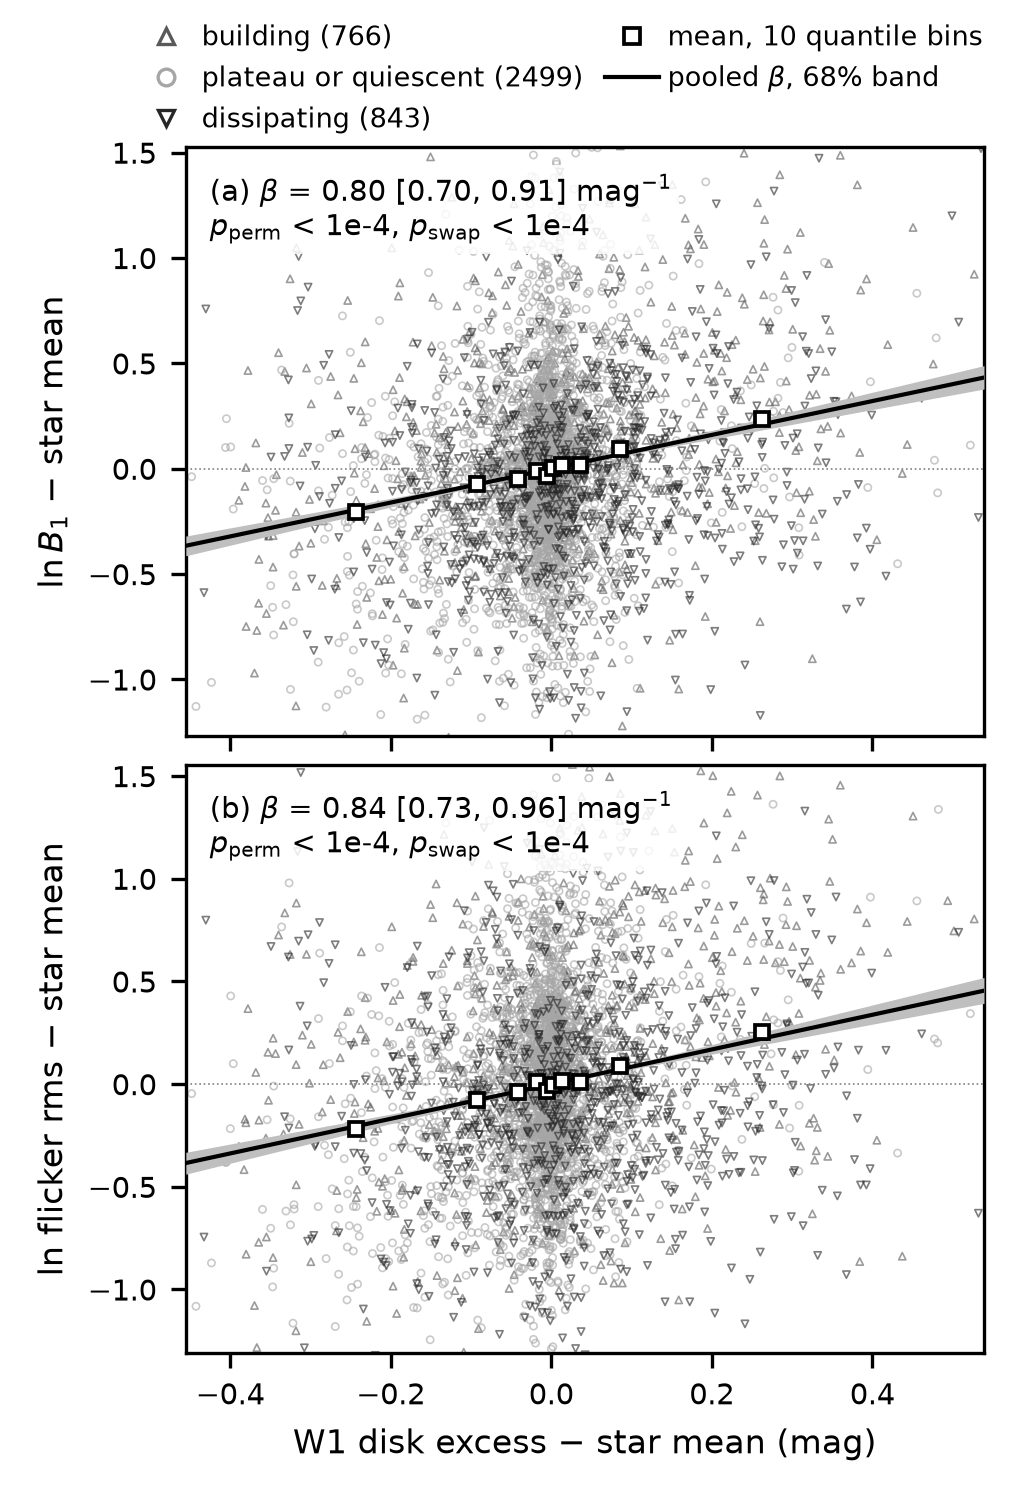 building (766)
plateau or quiescent (2499)
dissipating (843)
mean, 10 quantile bins
pooled β, 68% band
1.5
1.0
0.5
0.0
−0.5
−1.0
ln B₁ − star mean
(a) β = 0.80 [0.70, 0.91] mag⁻¹
p_perm < 1e-4, p_swap < 1e-4
1.5
1.0
0.5
0.0
−0.5
−1.0
ln flicker rms − star mean
(b) β = 0.84 [0.73, 0.96] mag⁻¹
p_perm < 1e-4, p_swap < 1e-4
−0.4 −0.2 0.0 0.2 0.4
W1 disk excess − star mean (mag)